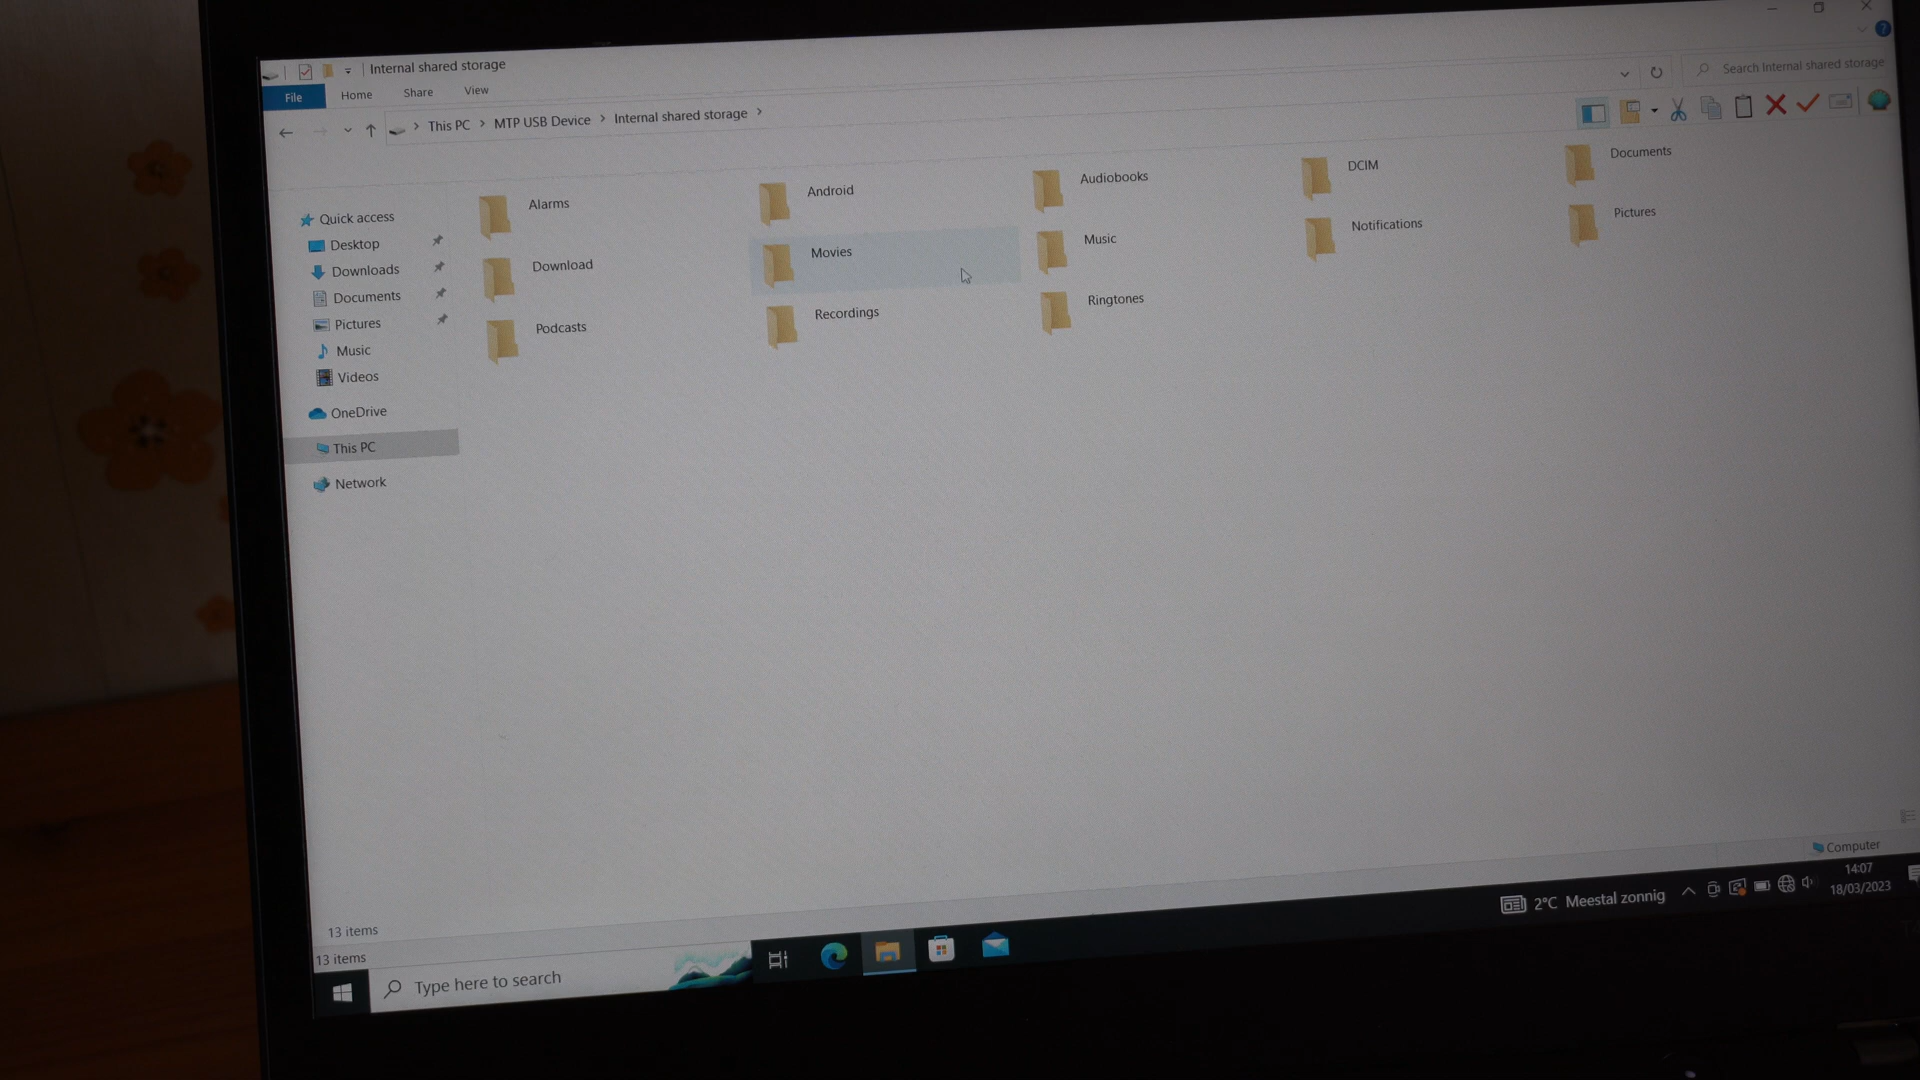 Internal shared storage
File Home Share View
This PC > MTP USB Device > Internal shared storage >
Search Internal shared storage
Quick access
Desktop
Downloads
Documents
Pictures
Music
Videos
OneDrive
This PC
Network
Alarms Android Audiobooks DCIM Documents
Download Movies Music Notifications Pictures
Podcasts Recordings Ringtones
13 items
Computer
13 items
Type here to search
2°C Meestal zonnig
14:07
18/03/2023